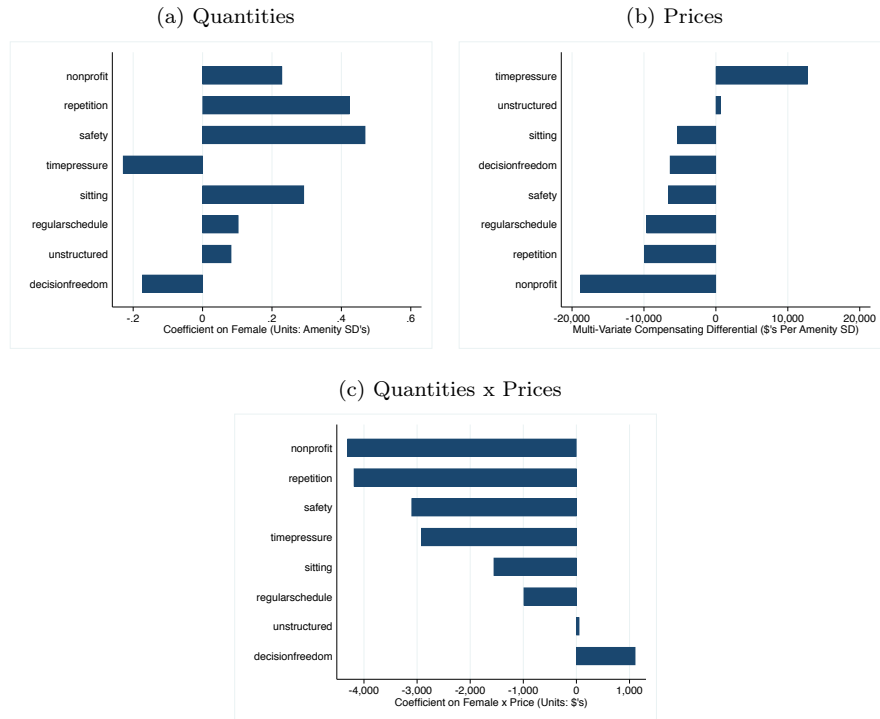 (a) Quantities
nonprofit
repetition
safety
timepressure
sitting
regularschedule
unstructured
decisionfreedom
-.2 0 .2 .4 .6
Coefficient on Female (Units: Amenity SD's)
(b) Prices
timepressure
unstructured
sitting
decisionfreedom
safety
regularschedule
repetition
nonprofit
-20,000 -10,000 0 10,000 20,000
Multi-Variate Compensating Differential ($'s Per Amenity SD)
(c) Quantities x Prices
nonprofit
repetition
safety
timepressure
sitting
regularschedule
unstructured
decisionfreedom
-4,000 -3,000 -2,000 -1,000 0 1,000
Coefficient on Female x Price (Units: $'s)